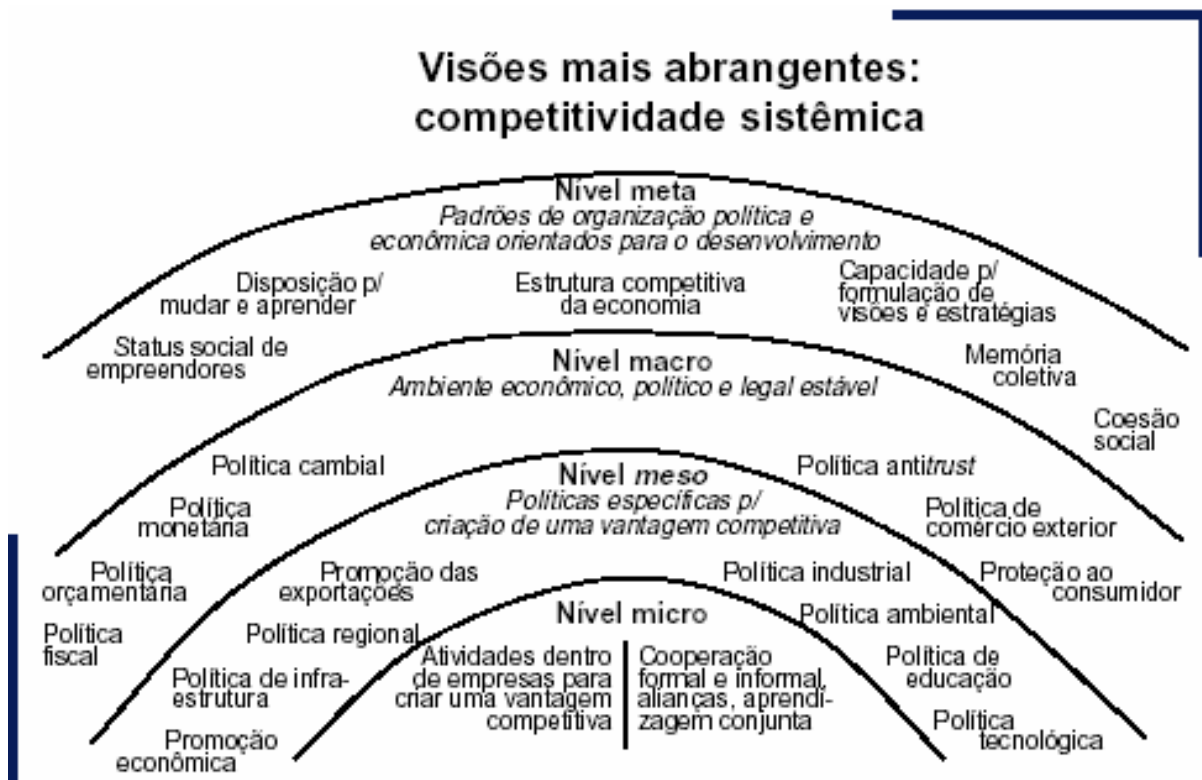 Visões mais abrangentes:
competitividade sistêmica
Nível meta
Padrões de organização política e
econômica orientados para o desenvolvimento
Disposição p/
mudar e aprender
Estrutura competitiva
da economia
Capacidade p/
formulação de
visões e estratégias
Status social de
empreendores
Memória
coletiva
Coesão
social
Nível macro
Ambiente econômico, político e legal estável
Política cambial
Política
monetária
Política
orçamentária
Política
fiscal
Política antitrust
Política de
comércio exterior
Proteção ao
consumidor
Nível meso
Políticas específicas p/
criação de uma vantagem competitiva
Promoção das
exportações
Política regional
Política de infra-
estrutura
Promoção
econômica
Política industrial
Política ambiental
Política de
educação
Política
tecnológica
Nível micro
Atividades dentro
de empresas para
criar uma vantagem
competitiva
Cooperação
formal e informal,
alianças, aprendi-
zagem conjunta